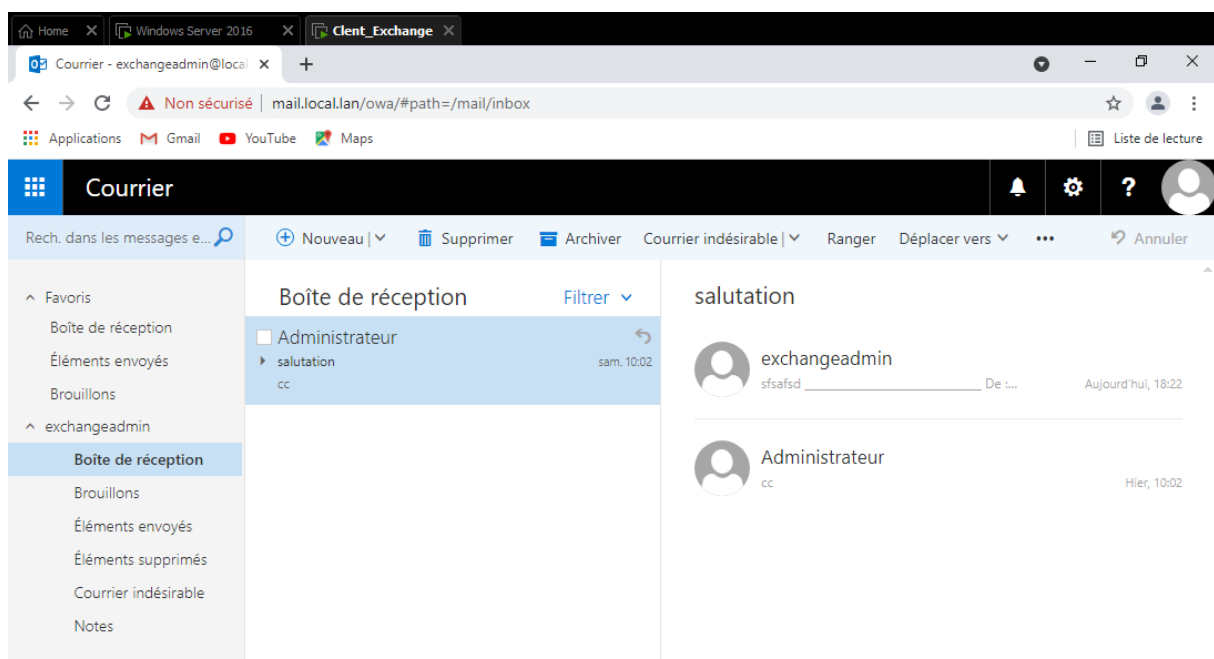 Home
Windows Server 2016
Clent_Exchange
Courrier - exchangeadmin@local
Non sécurisé | mail.local.lan/owa/#path=/mail/inbox
Applications
Gmail
YouTube
Maps
Liste de lecture
Courrier
?
Rech. dans les messages e...
Nouveau |
Supprimer
Archiver
Courrier indésirable |
Ranger
Déplacer vers
Annuler
Favoris
Boîte de réception
Éléments envoyés
Brouillons
exchangeadmin
Boîte de réception
Brouillons
Éléments envoyés
Éléments supprimés
Courrier indésirable
Notes
Boîte de réception
Filtrer
Administrateur
salutation
sam. 10:02
cc
salutation
exchangeadmin
sfsafsd ________________________________ De :...
Aujourd'hui, 18:22
Administrateur
cc
Hier, 10:02